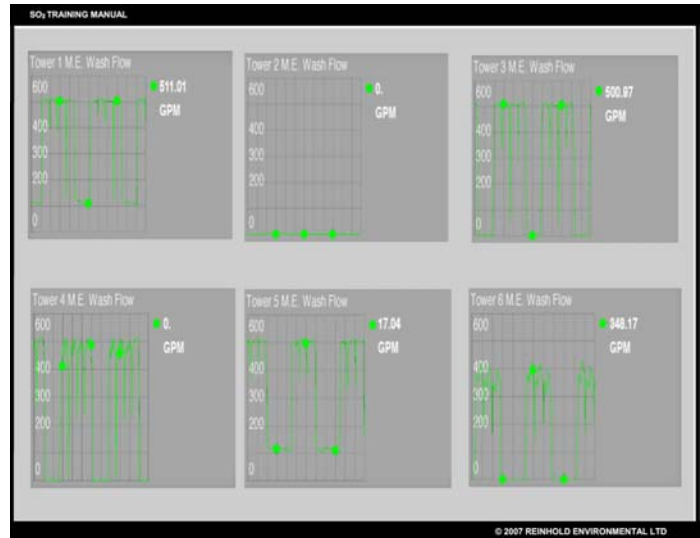 SO₂ TRAINING MANUAL
Tower 1 M.E. Wash Flow
600
400
300
200
0
511.01
GPM
Tower 2 M.E. Wash Flow
600
400
300
200
0
0.
GPM
Tower 3 M.E. Wash Flow
600
400
300
200
0
500.97
GPM
Tower 4 M.E. Wash Flow
600
400
300
200
0
0.
GPM
Tower 5 M.E. Wash Flow
600
400
300
200
0
17.04
GPM
Tower 6 M.E. Wash Flow
600
400
300
200
0
348.17
GPM
© 2007 REINHOLD ENVIRONMENTAL LTD